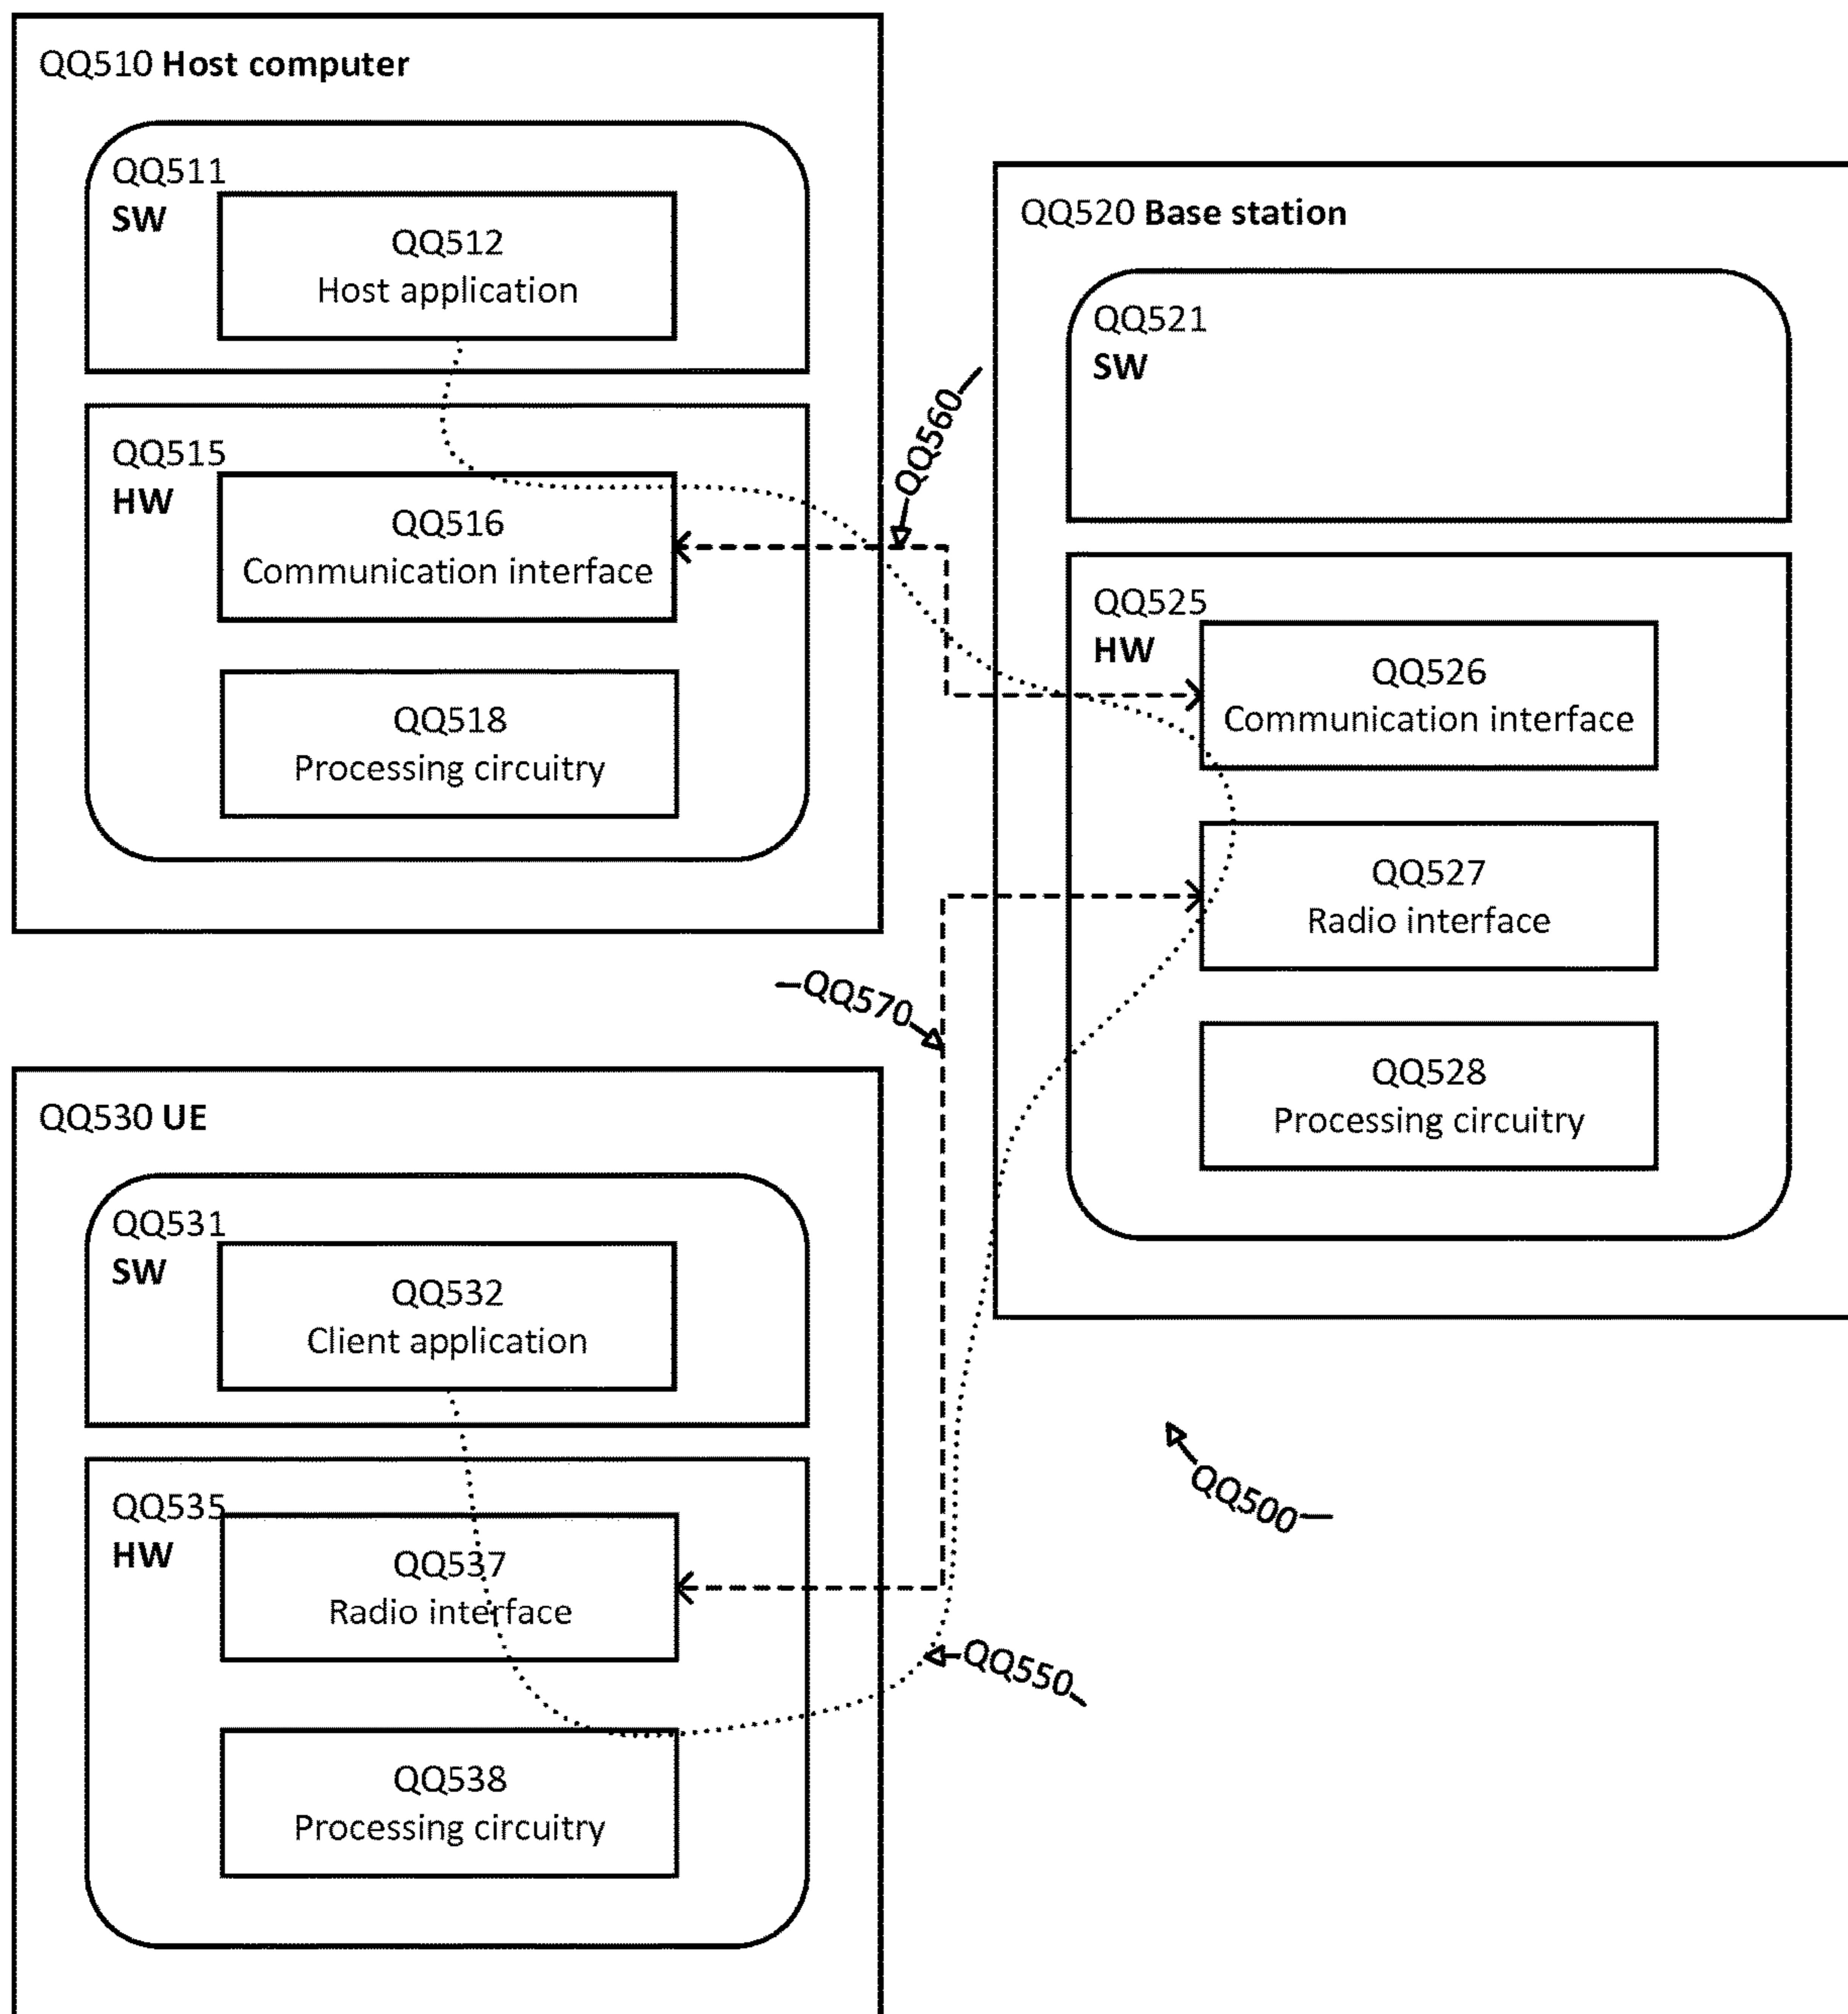 QQ510 Host computer
QQ511
SW
QQ512
Host application
QQ515
HW
QQ516
Communication interface
QQ518
Processing circuitry
QQ560
QQ520 Base station
QQ521
SW
QQ525
HW
QQ526
Communication interface
QQ527
Radio interface
QQ528
Processing circuitry
QQ570
QQ530 UE
QQ531
SW
QQ532
Client application
QQ535
HW
QQ537
Radio interface
QQ538
Processing circuitry
QQ500
QQ550